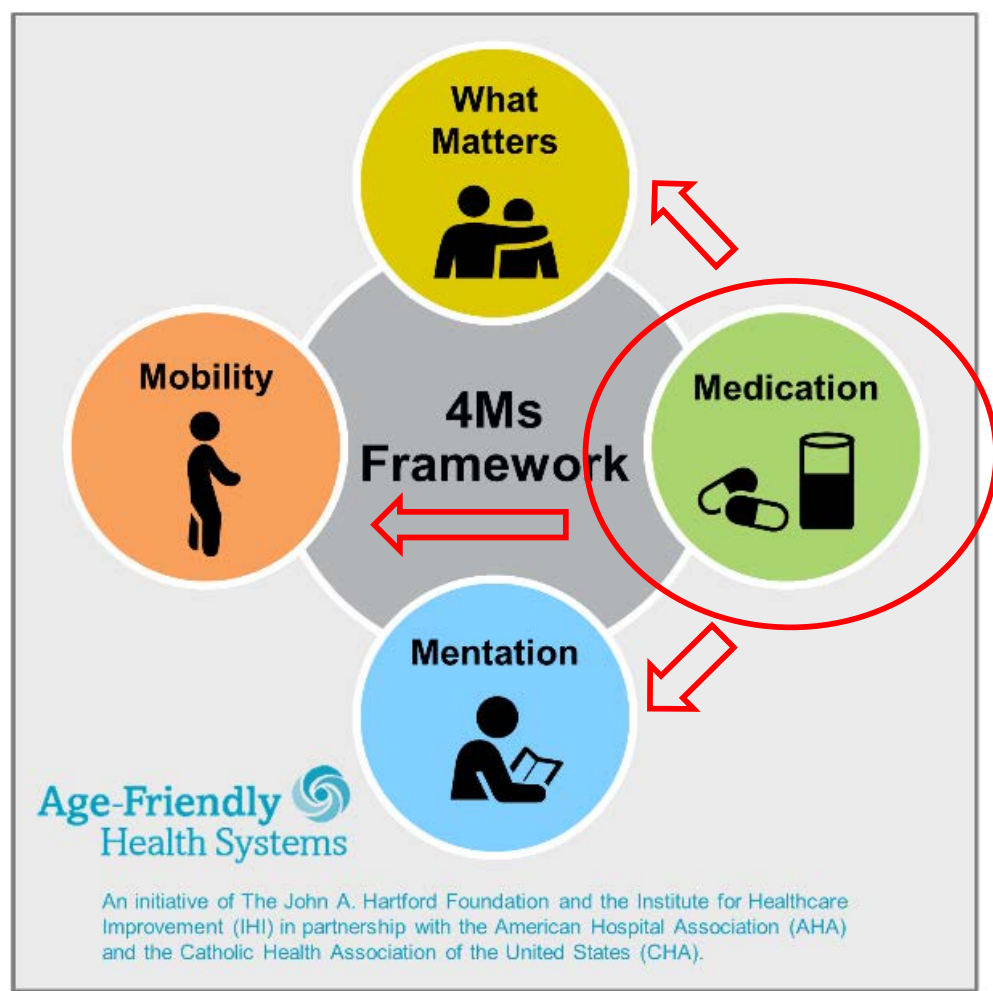 What
Matters
Mobility
Medication
4Ms
Framework
Mentation
Age-Friendly
Health Systems
An initiative of The John A. Hartford Foundation and the Institute for Healthcare
Improvement (IHI) in partnership with the American Hospital Association (AHA)
and the Catholic Health Association of the United States (CHA).